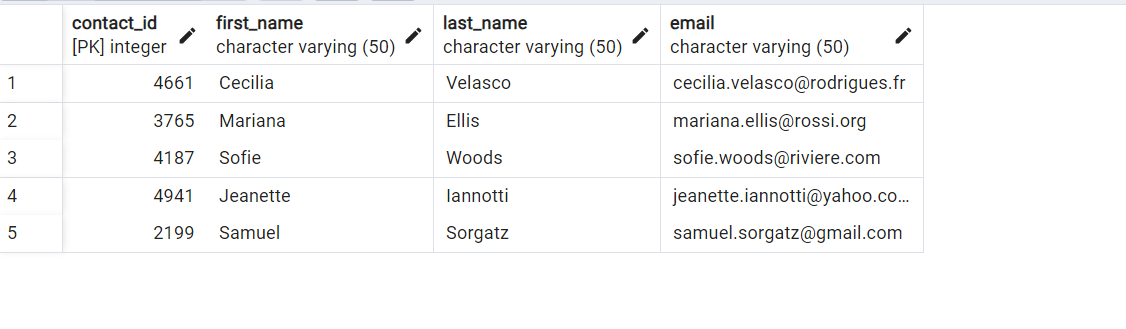 contact_id first_name last_name email
[PK] integer character varying (50) character varying (50) character varying (50)
1 4661 Cecilia Velasco cecilia.velasco@rodrigues.fr
2 3765 Mariana Ellis mariana.ellis@rossi.org
3 4187 Sofie Woods sofie.woods@riviere.com
4 4941 Jeanette Iannotti jeanette.iannotti@yahoo.co…
5 2199 Samuel Sorgatz samuel.sorgatz@gmail.com